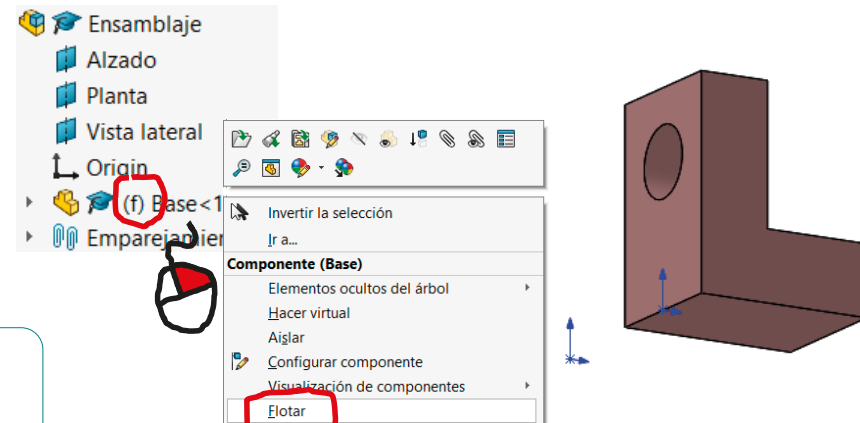 Ensamblaje
Alzado
Planta
Vista lateral
Origin
(f) Base<1
Emparejamier
Invertir la selección
Ir a...
Componente (Base)
Elementos ocultos del árbol
Hacer virtual
Aislar
Configurar componente
Visualización de componentes
Flotar